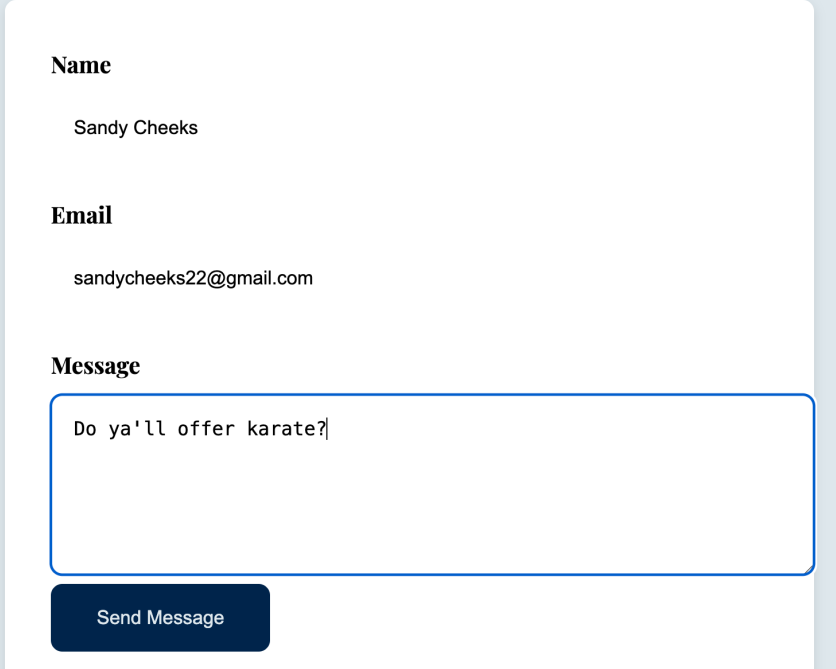 Name
Sandy Cheeks
Email
sandycheeks22@gmail.com
Message
Do ya'll offer karate?
Send Message